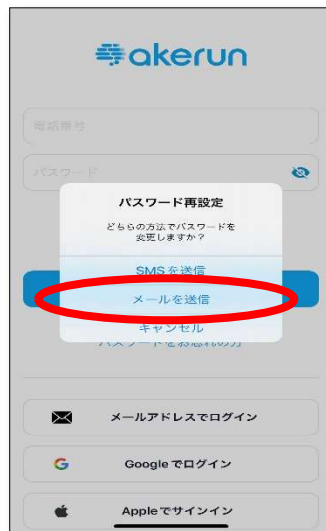 akerun
電話番号
パスワード
パスワード再設定
どちらの方法でパスワードを
変更しますか？
SMSを送信
メールを送信
キャンセル
パスワードをお忘れの方
メールアドレスでログイン
Googleでログイン
Appleでサインイン